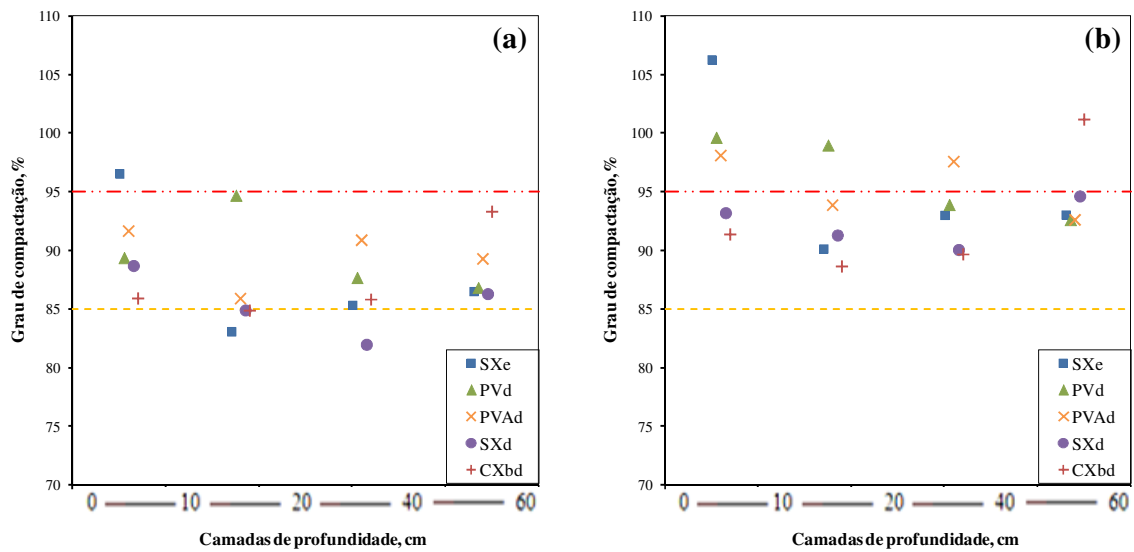 (a)
Grau de compactação, %
110
105
100
95
90
85
80
75
70
SXe
PVd
PVAd
SXd
CXbd
0 10 20 40 60
Camadas de profundidade, cm
(b)
Grau de compactação, %
110
105
100
95
90
85
80
75
70
SXe
PVd
PVAd
SXd
CXbd
0 10 20 40 60
Camadas de profundidade, cm